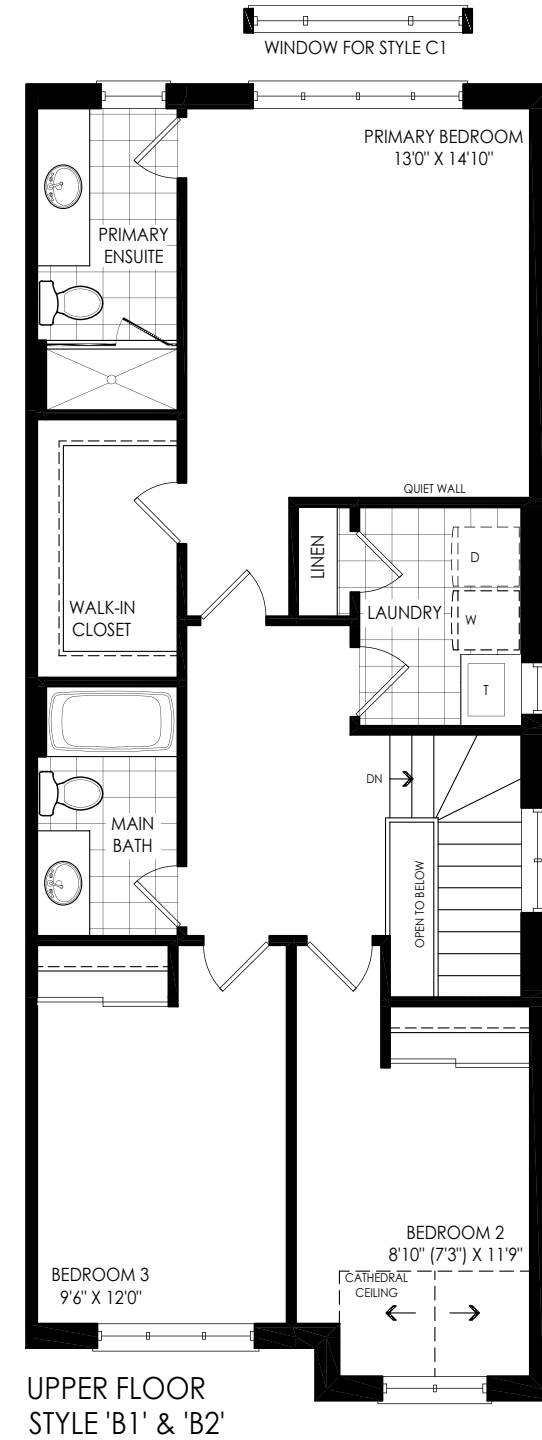 WINDOW FOR STYLE C1
PRIMARY BEDROOM
13'0" X 14'10"
PRIMARY
ENSUITE
QUIET WALL
LINEN
D
LAUNDRY
W
WALK-IN
CLOSET
T
DN
MAIN
BATH
OPEN TO BELOW
BEDROOM 2
8'10" (7'3") X 11'9"
BEDROOM 3
9'6" X 12'0"
CATHEDRAL
CEILING
UPPER FLOOR
STYLE 'B1' & 'B2'